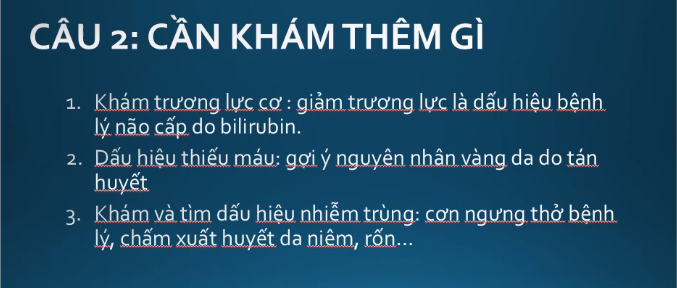 CÂU 2: CẦN KHÁM THÊM GÌ
1. Khám trương lực cơ : giảm trương lực là dấu hiệu bệnh
lý não cấp do bilirubin.
2. Dấu hiệu thiếu máu: gợi ý nguyên nhân vàng da do tán
huyết
3. Khám và tìm dấu hiệu nhiễm trùng: cơn ngưng thở bệnh
lý, chấm xuất huyết da niêm, rốn...